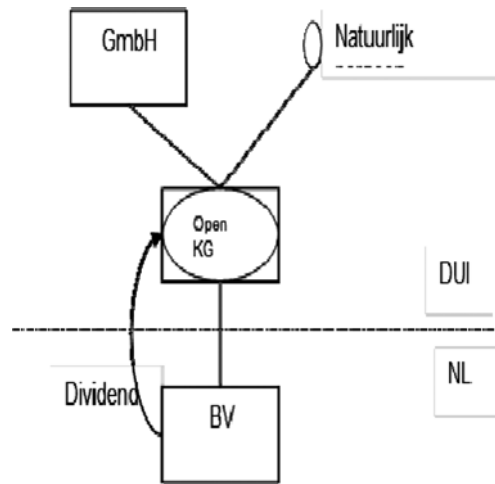 GmbH
Natuurlijk
Open
KG
DUI
NL
Dividend
BV